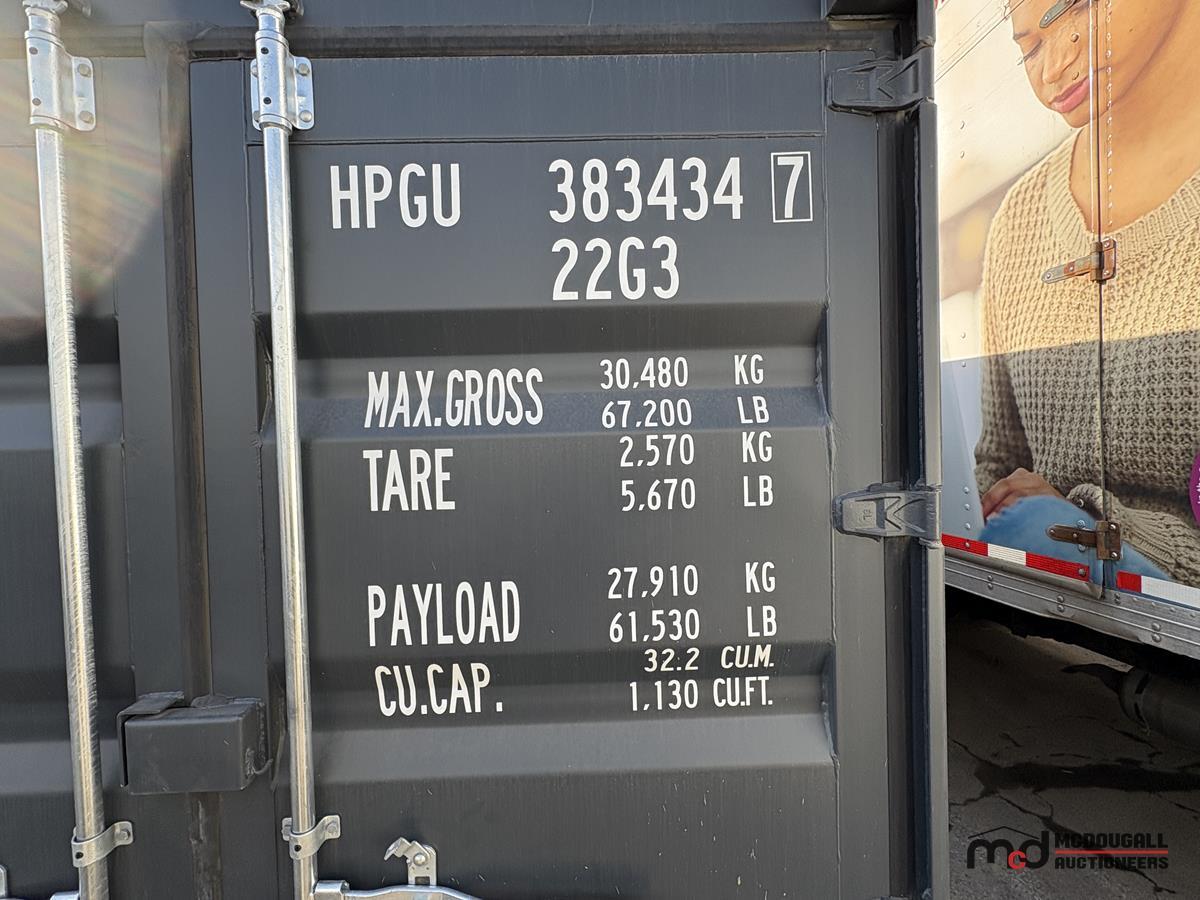 HPGU 383434 7
22G3
MAX.GROSS 30,480 KG
67,200 LB
TARE 2,570 KG
5,670 LB
PAYLOAD 27,910 KG
61,530 LB
CU.CAP. 32.2 CU.M.
1,130 CU.FT.
mcd MCDOUGALL
AUCTIONEERS